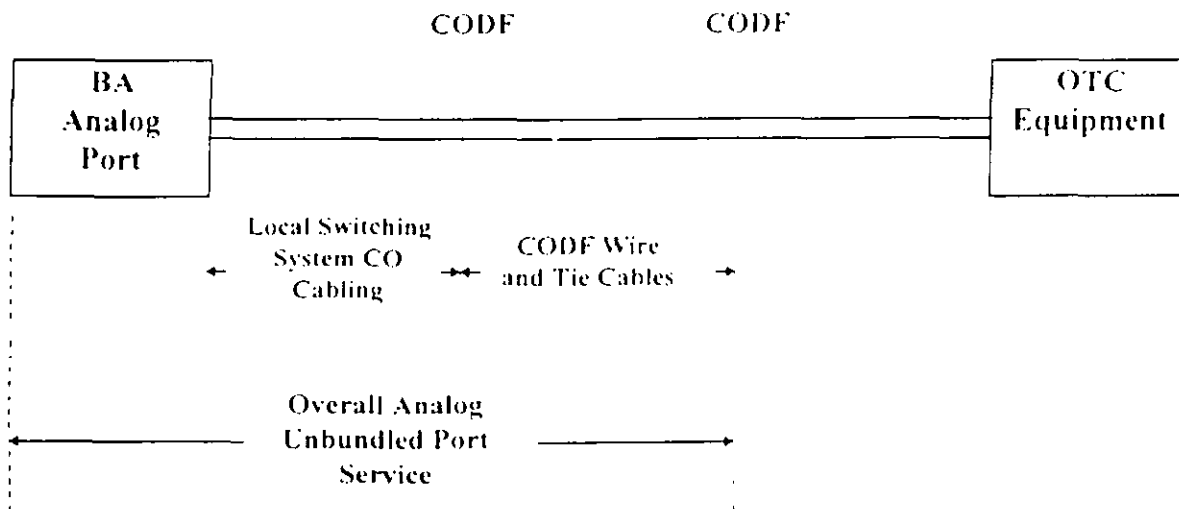 CODF CODF
BA
Analog
Port
OTC
Equipment
Local Switching
System CO
Cabling
CODF Wire
and Tie Cables
Overall Analog
Unbundled Port
Service